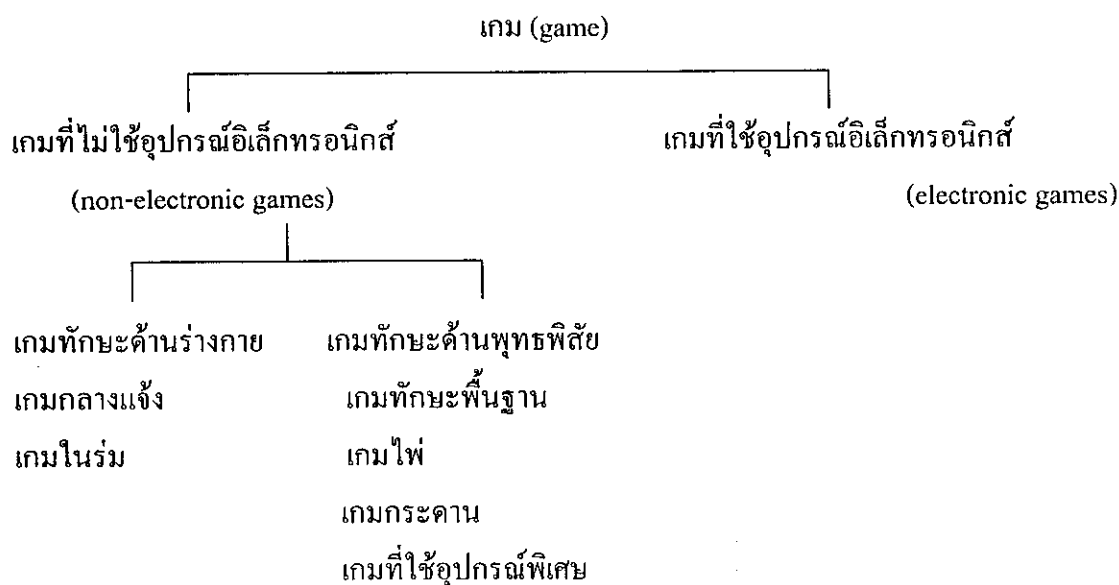 เกม (game)
เกมที่ไม่ใช้อุปกรณ์อิเล็กทรอนิกส์ เกมที่ใช้อุปกรณ์อิเล็กทรอนิกส์
(non-electronic games) (electronic games)
เกมทักษะด้านร่างกาย เกมทักษะด้านพุทธพิสัย
เกมกลางแจ้ง เกมทักษะพื้นฐาน
เกมในร่ม เกมไพ่
เกมกระดาน
เกมที่ใช้อุปกรณ์พิเศษ